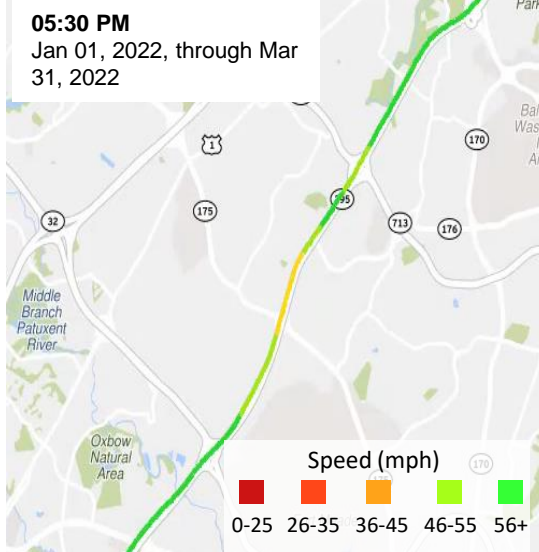 05:30 PM
Jan 01, 2022, through Mar
31, 2022
Park
1
170
Bal
Was
175
295
32
713
176
Middle
Branch
Patuxent
River
Oxbow
Natural
Area
Speed (mph)
170
175
0-25 26-35 36-45 46-55 56+